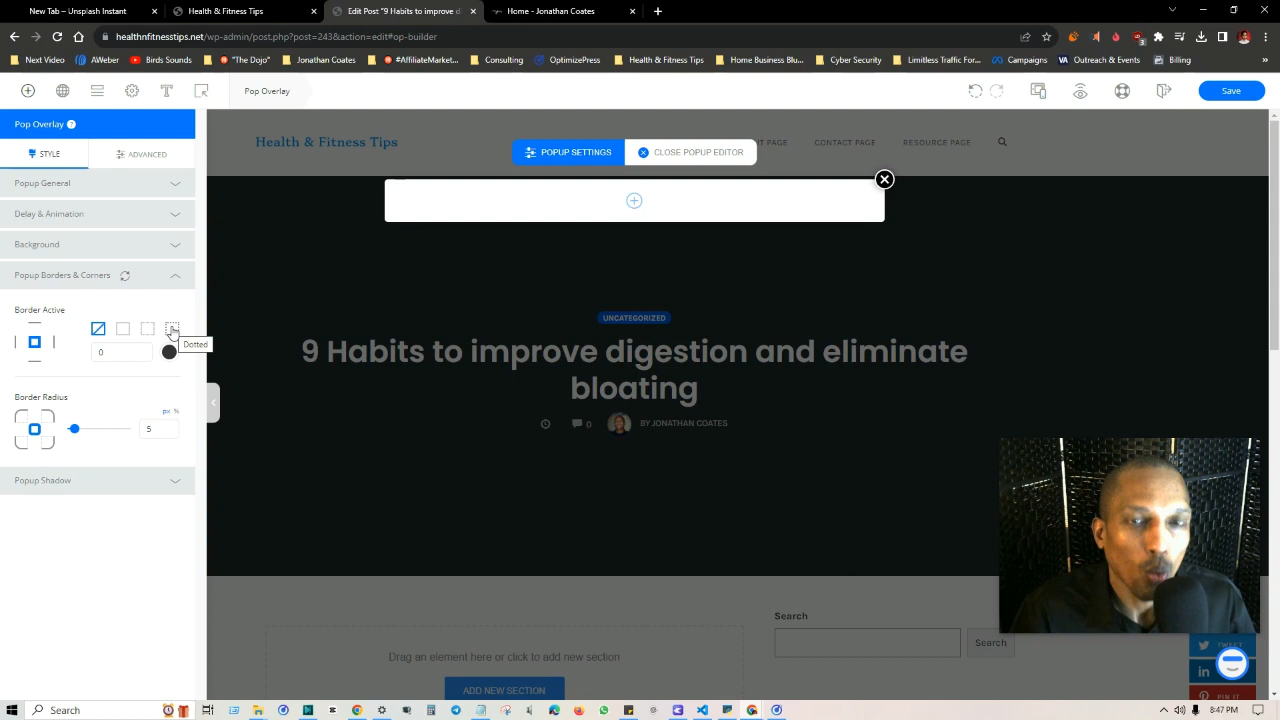 New Tab – Unsplash Images
Health & Fitness Tips
Edit Post "9 Habits to improve d
Home - Jonathan Coates
healthnfitnesstips.net/wp-admin/post.php?post=243&action=edit#op-builder
Next Video
AWeber
Birds Sounds
"The Dojo"
Jonathan Coates
#AffiliateMarket...
Consulting
OptimizePress
Health & Fitness Tips
Home Business Blu...
Cyber Security
Limitless Traffic For...
Campaigns
Outreach & Events
Billing
Pop Overlay
Save
Pop Overlay ?
STYLE
ADVANCED
Popup General
Delay & Animation
Background
Popup Borders & Corners
Border Active
0
Dotted
Border Radius
px %
5
Popup Shadow
Health & Fitness Tips
POPUP SETTINGS
CLOSE POPUP EDITOR
IT PAGE
CONTACT PAGE
RESOURCE PAGE
UNCATEGORIZED
9 Habits to improve digestion and eliminate
bloating
0
BY JONATHAN COATES
Drag an element here or click to add new section
ADD NEW SECTION
Search
Search
TWEET
PIN IT
Search
8:47 PM